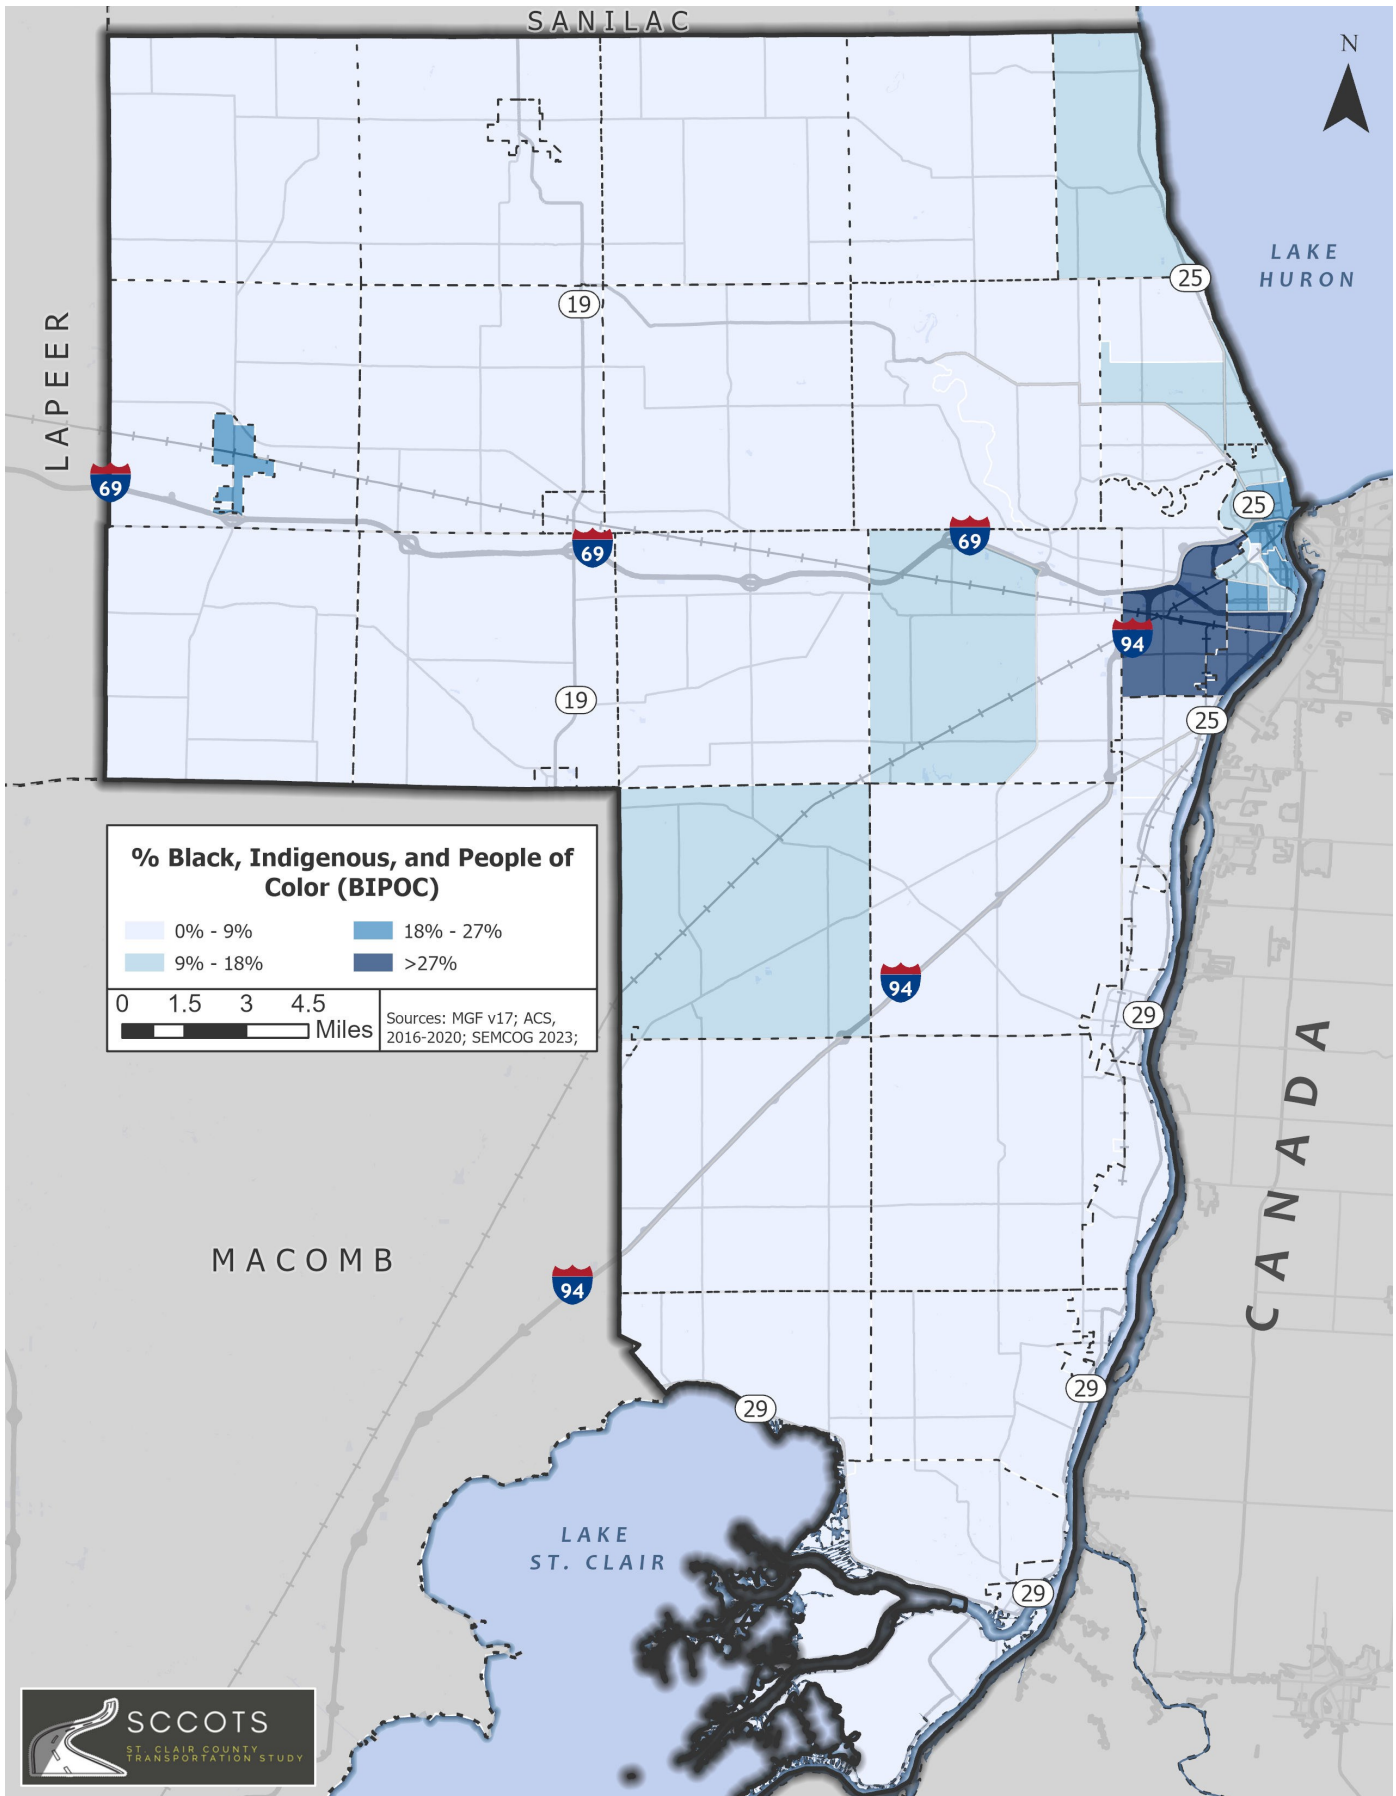 SANILAC
N
LAKE
HURON
25
19
LAPEER
69
25
69
69
94
19
25
% Black, Indigenous, and People of
Color (BIPOC)
0% - 9%
18% - 27%
9% - 18%
>27%
0 1.5 3 4.5
Miles
Sources: MGF v17; ACS,
2016-2020; SEMCOG 2023;
94
29
CANADA
MACOMB
94
29
29
LAKE
ST. CLAIR
29
SCCOTS
ST. CLAIR COUNTY
TRANSPORTATION STUDY